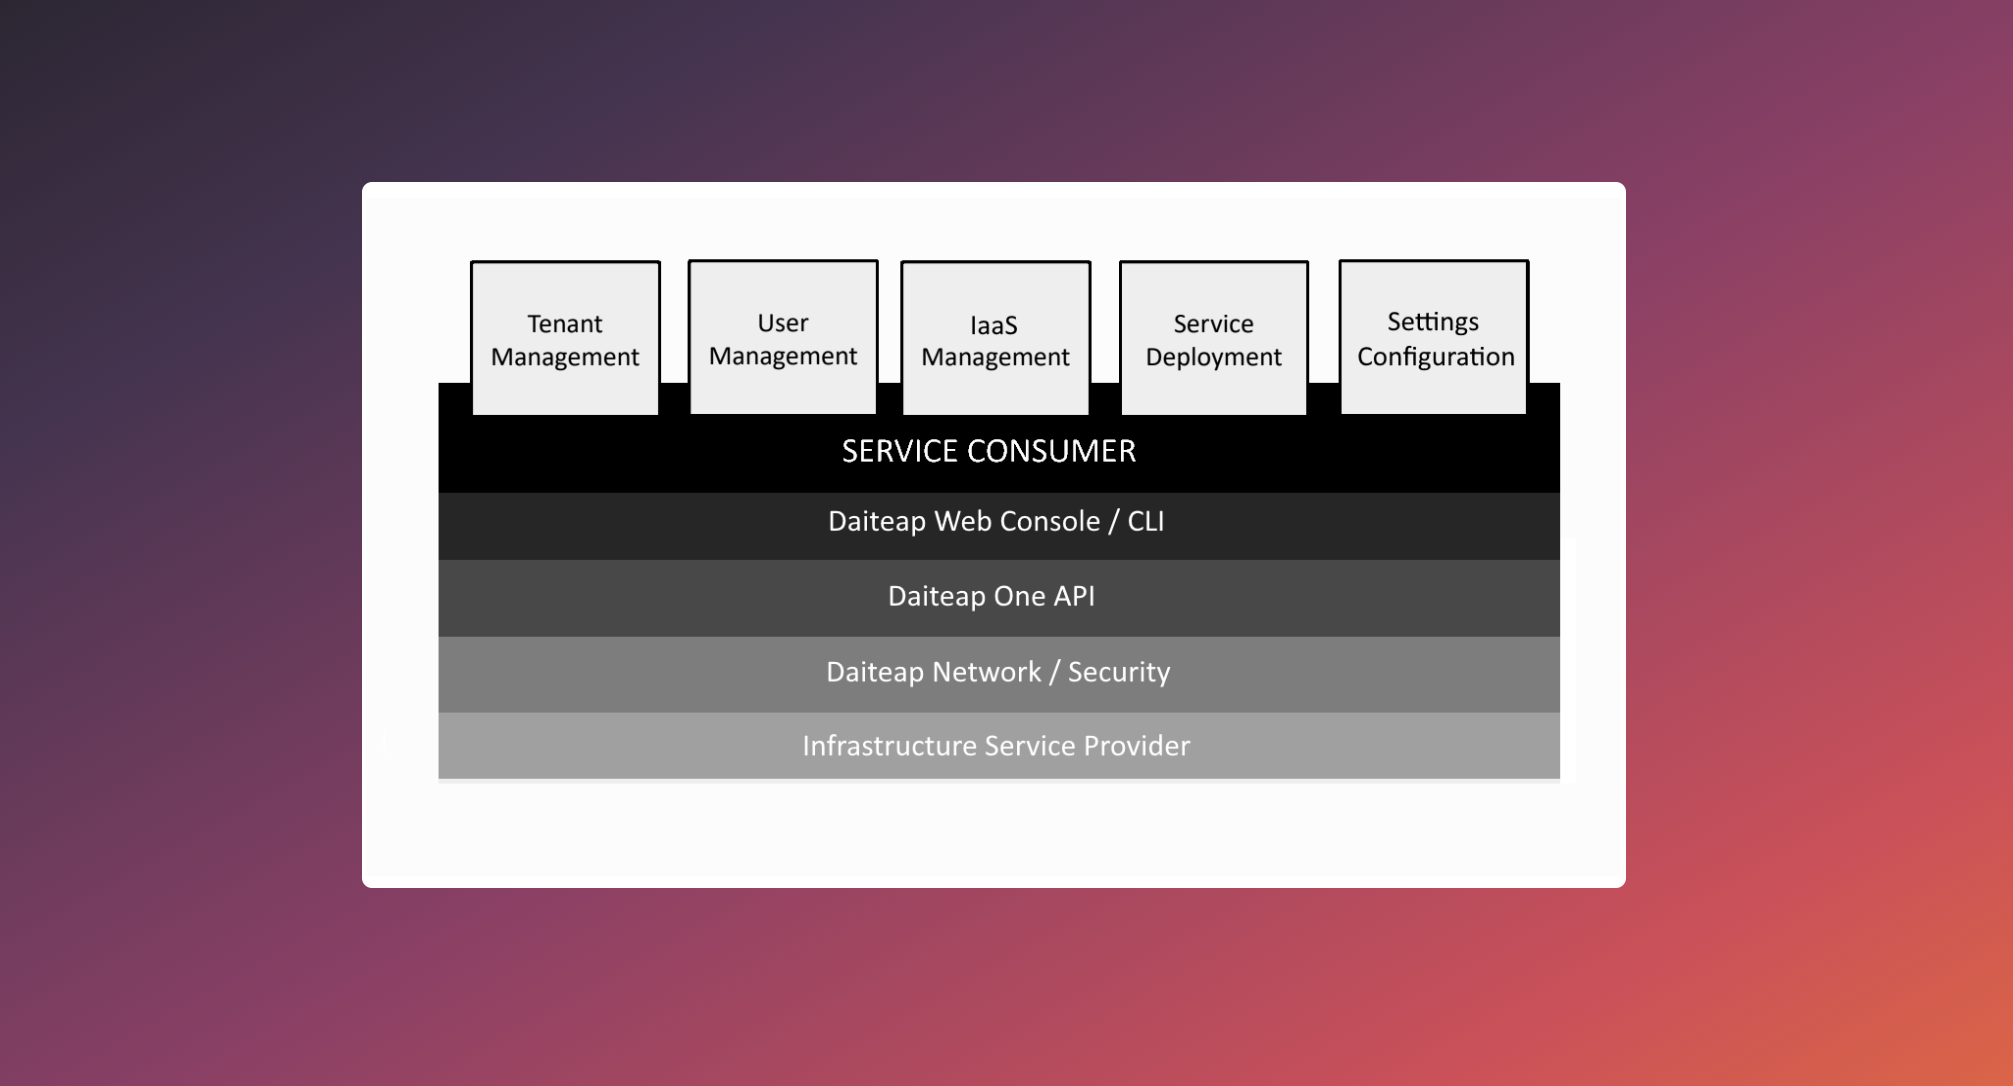 Tenant
Management
User
Management
IaaS
Management
Service
Deployment
Settings
Configuration
SERVICE CONSUMER
Daiteap Web Console / CLI
Daiteap One API
Daiteap Network / Security
Infrastructure Service Provider